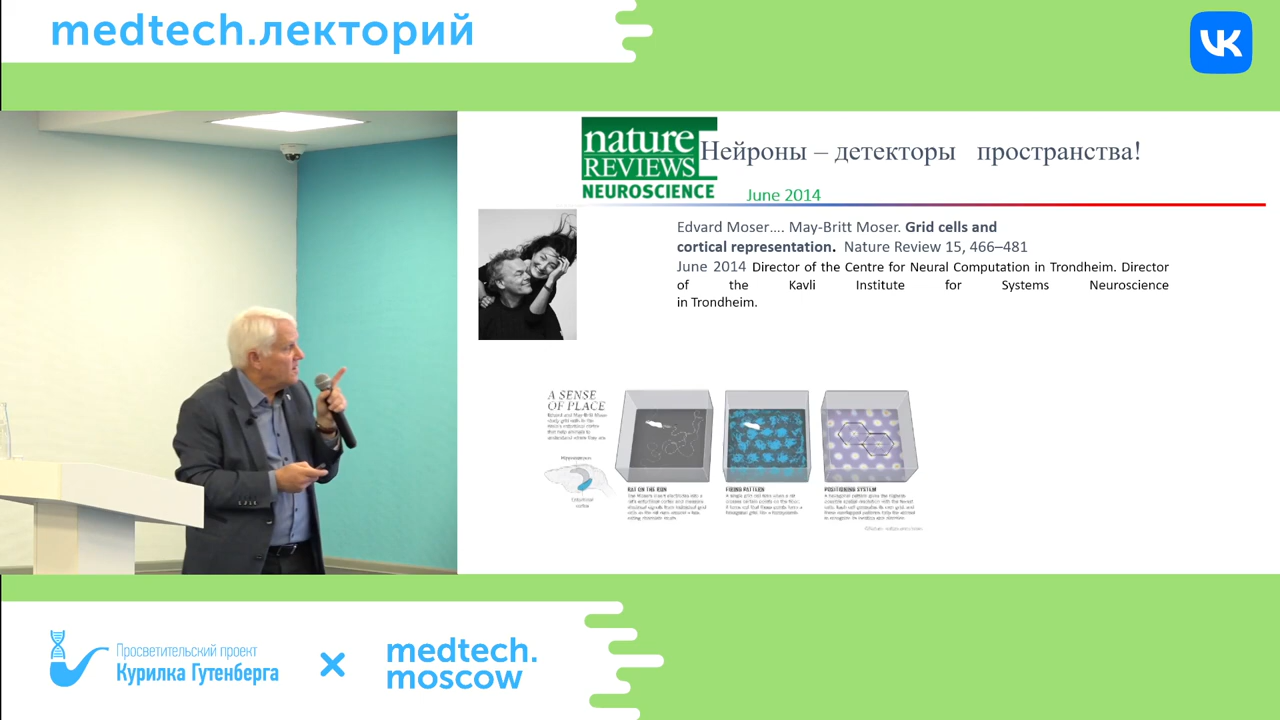 medtech.лекторий
nature
REVIEWS
NEUROSCIENCE
Нейроны – детекторы пространства!
June 2014
Edvard Moser.... May-Britt Moser. Grid cells and
cortical representation. Nature Review 15, 466–481
June 2014 Director of the Centre for Neural Computation in Trondheim. Director
of the Kavli Institute for Systems Neuroscience
in Trondheim.
A SENSE
OF PLACE
Hippocampus
Entorhinal
cortex
RAT ON THE RUN
FIRING PATTERN
POSITIONING SYSTEM
Просветительский проект
Курилка Гутенберга
medtech.
moscow